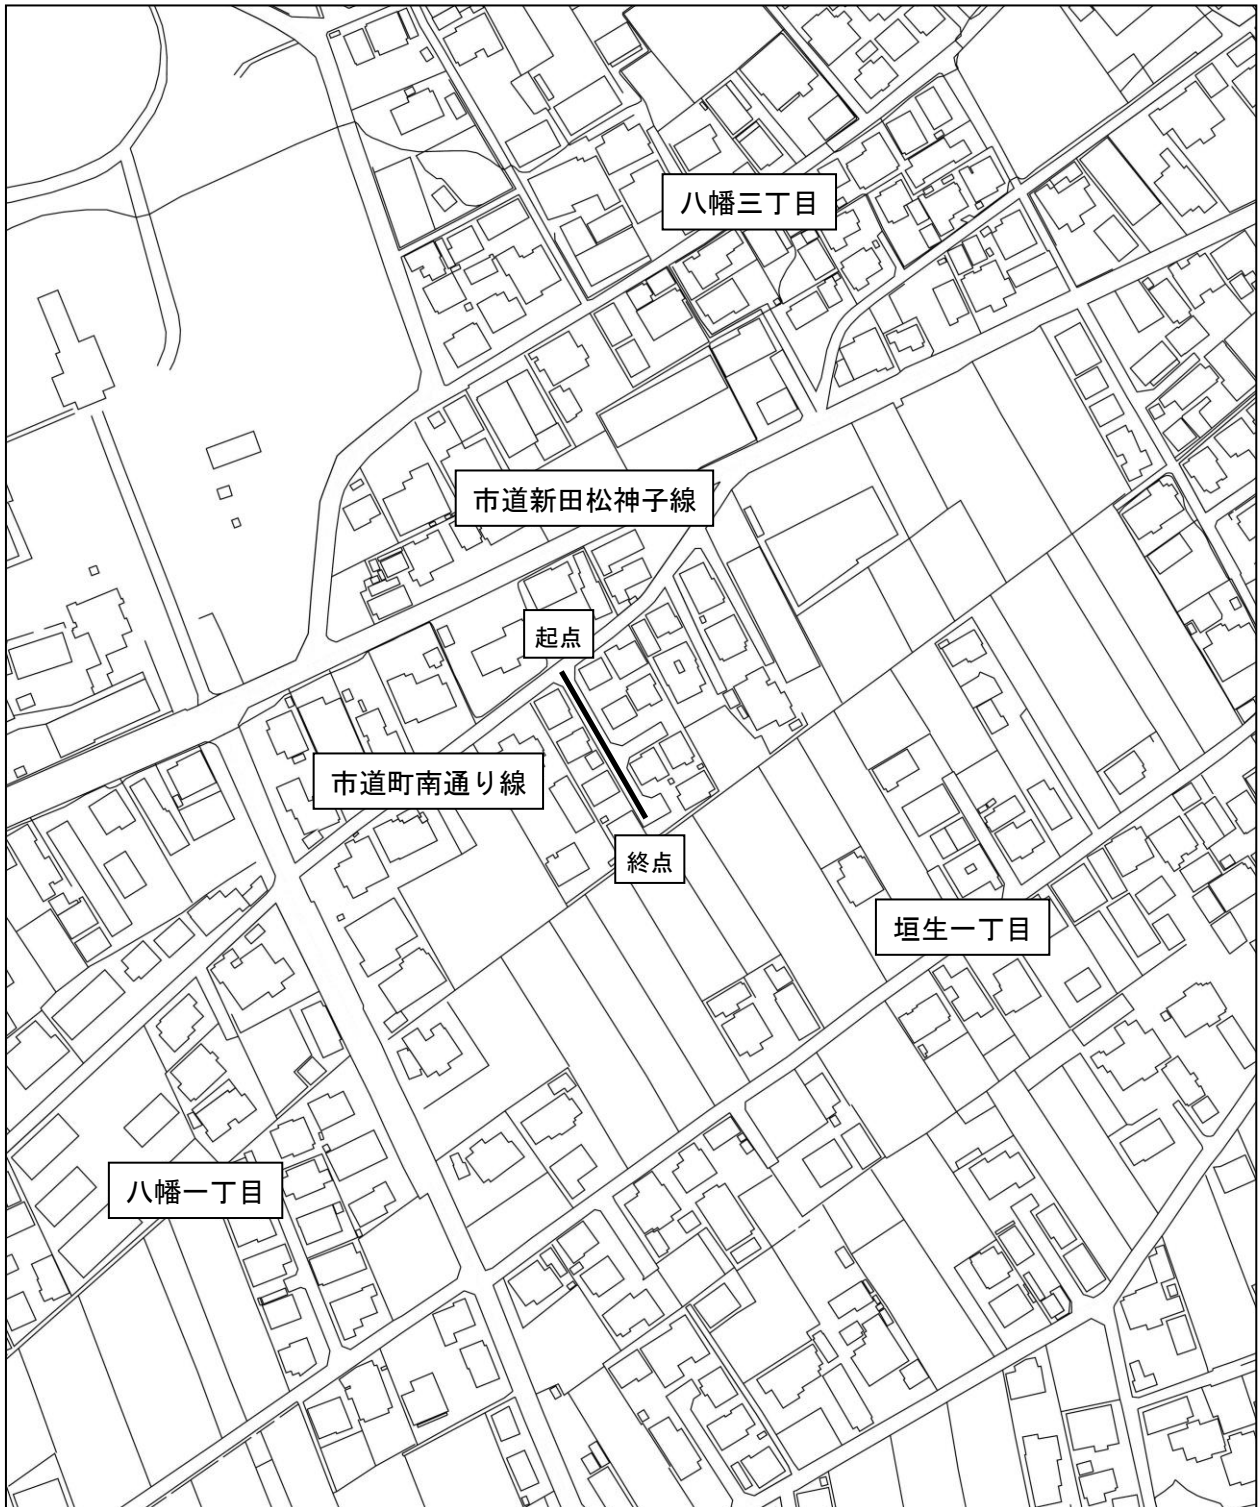 八幡三丁目
市道新田松神子線
起点
市道町南通り線
終点
垣生一丁目
八幡一丁目